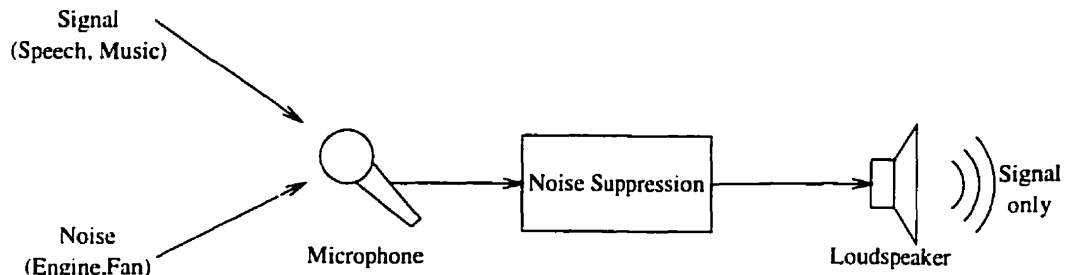 Signal
(Speech, Music)
Noise Suppression
Signal
only
Noise
(Engine,Fan)
Microphone
Loudspeaker